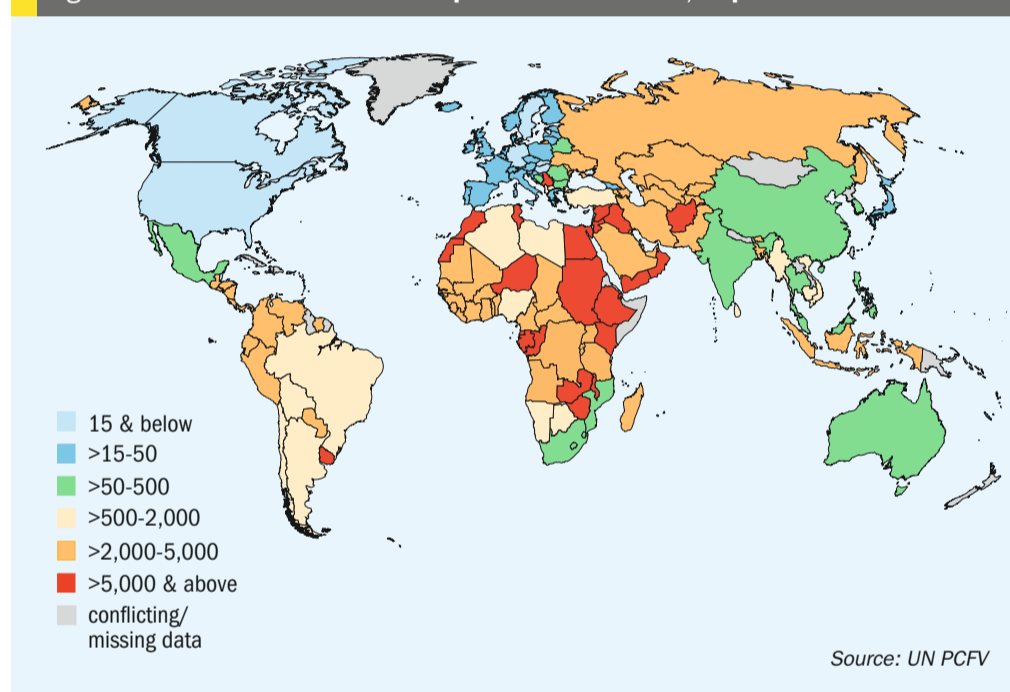 15 & below
>15-50
>50-500
>500-2,000
>2,000-5,000
>5,000 & above
conflicting/
missing data
Source: UN PCFV